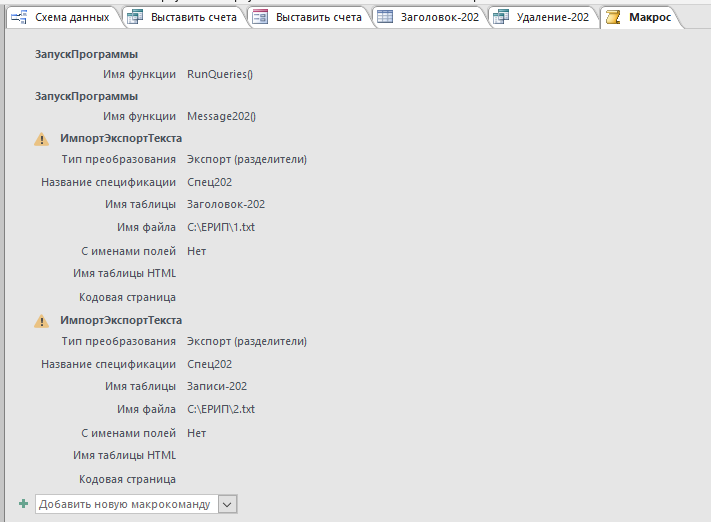 Схема данных Выставить счета Выставить счета Заголовок-202 Удаление-202 Макрос
ЗапускПрограммы
Имя функции RunQueries()
ЗапускПрограммы
Имя функции Message202()
ИмпортЭкспортТекста
Тип преобразования Экспорт (разделители)
Название спецификации Спец202
Имя таблицы Заголовок-202
Имя файла C:\ЕРИП\1.txt
С именами полей Нет
Имя таблицы HTML
Кодовая страница
ИмпортЭкспортТекста
Тип преобразования Экспорт (разделители)
Название спецификации Спец202
Имя таблицы Записи-202
Имя файла C:\ЕРИП\2.txt
С именами полей Нет
Имя таблицы HTML
Кодовая страница
Добавить новую макрокоманду